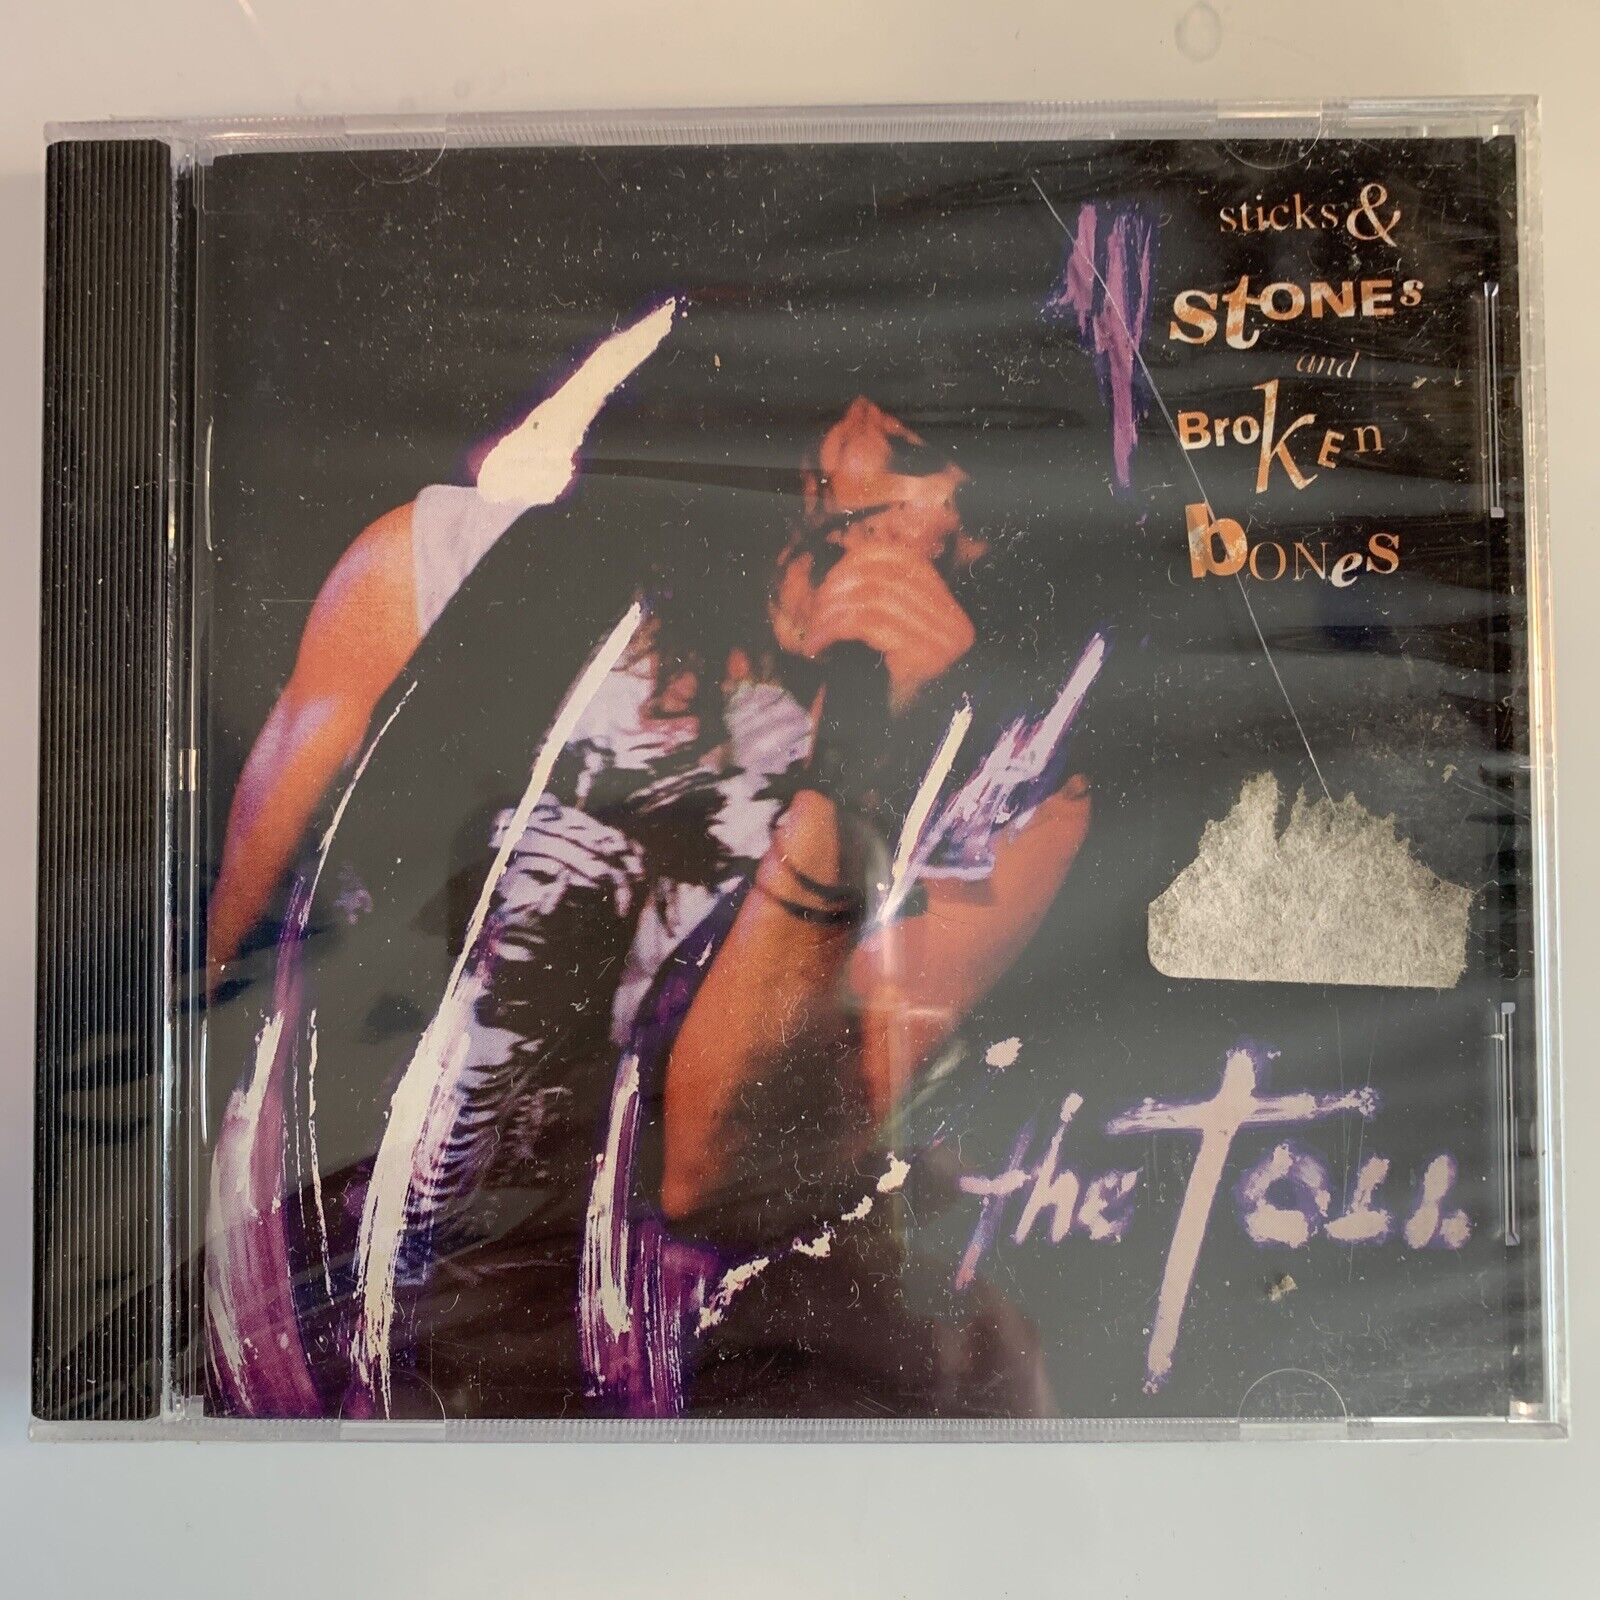 sticks &
STONES
and
BroKEn
bONes
the Toll